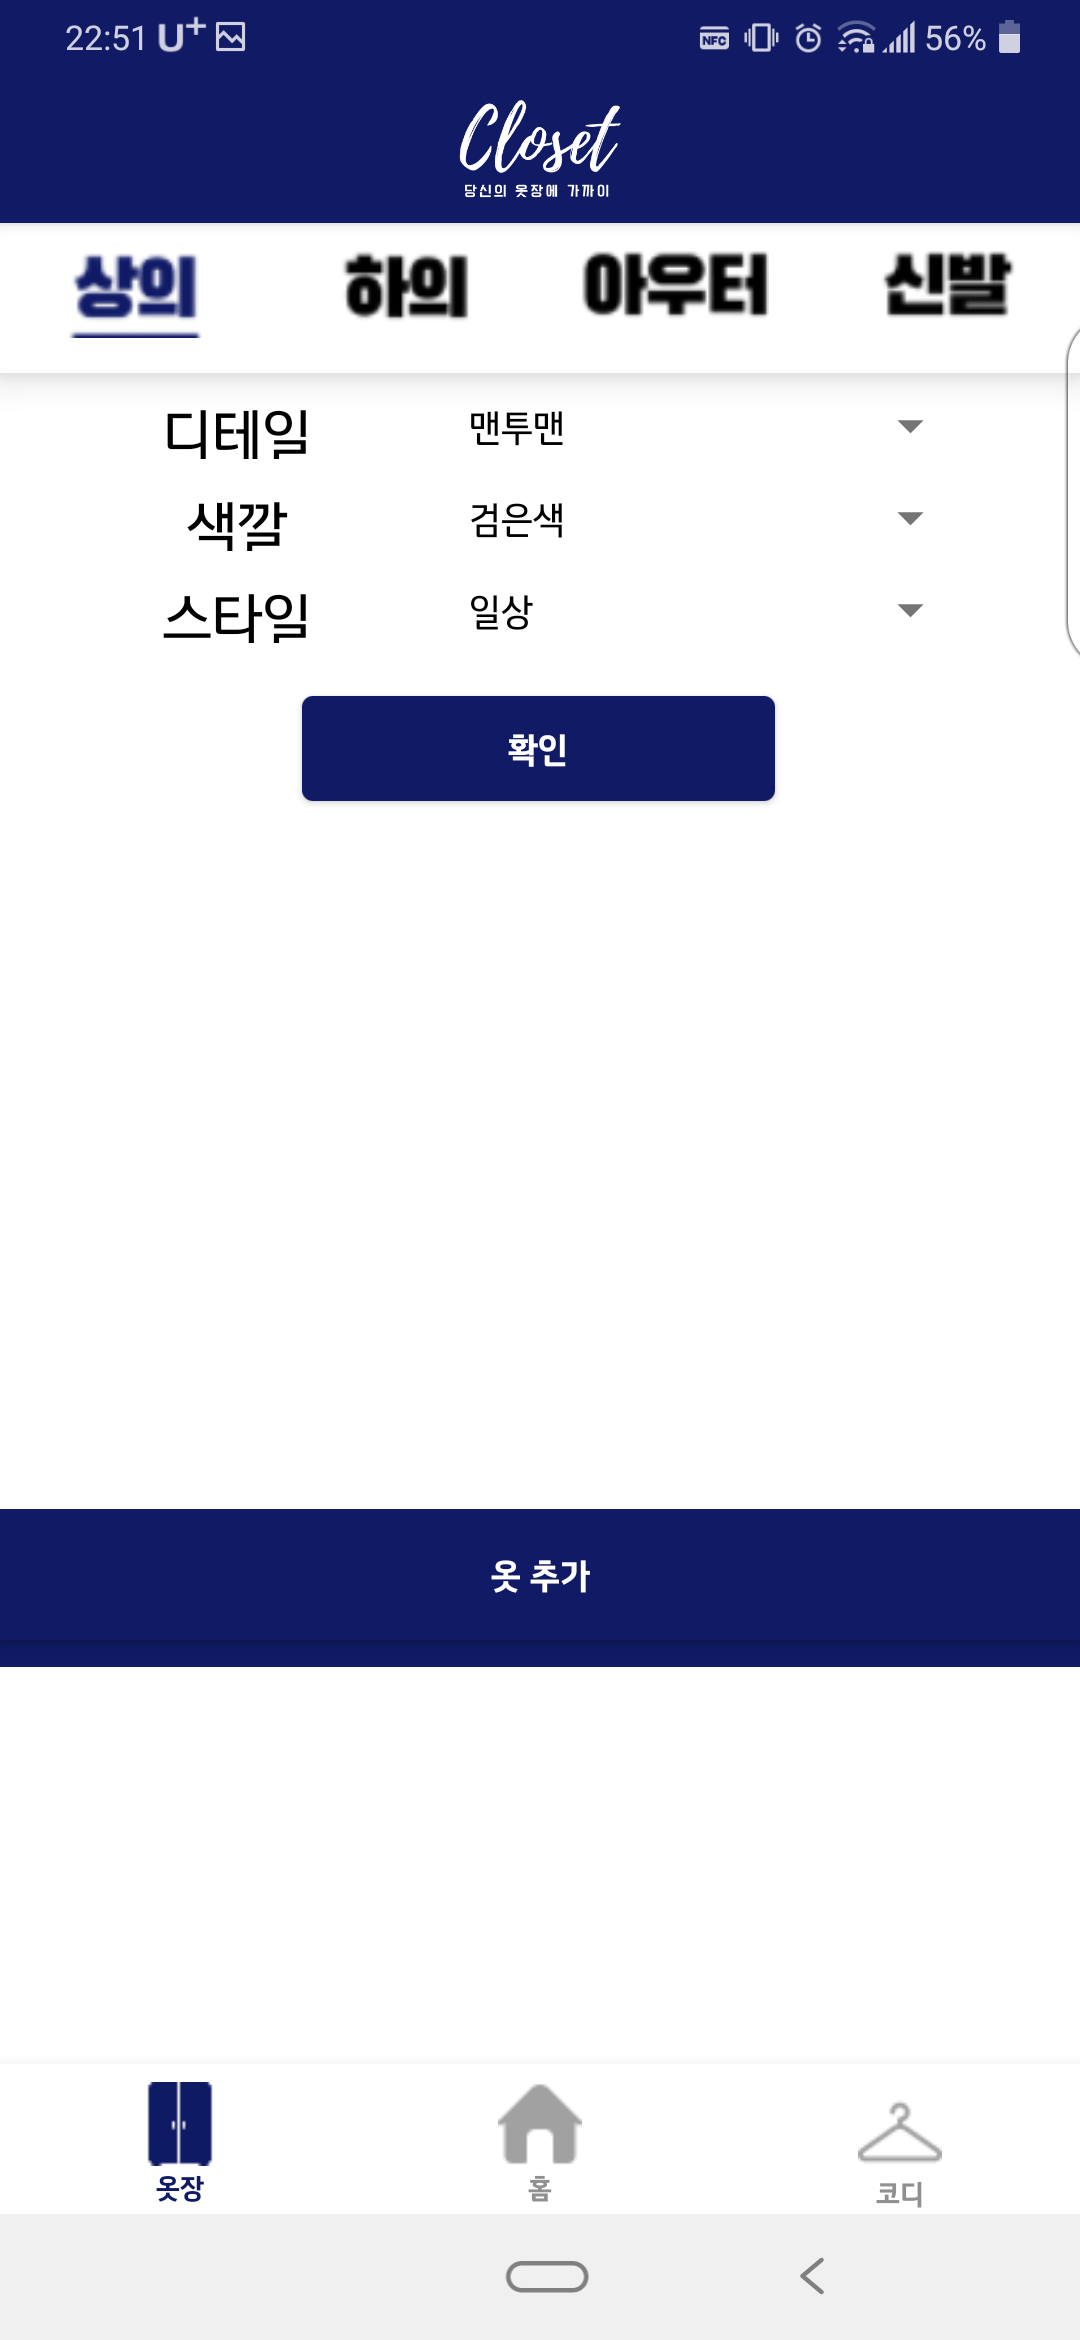 22:51 U+ NFC 56%
Closet
당신의 옷장에 가까이
상의 하의 아우터 신발
디테일 맨투맨
색깔 검은색
스타일 일상
확인
옷 추가
옷장 홈 코디